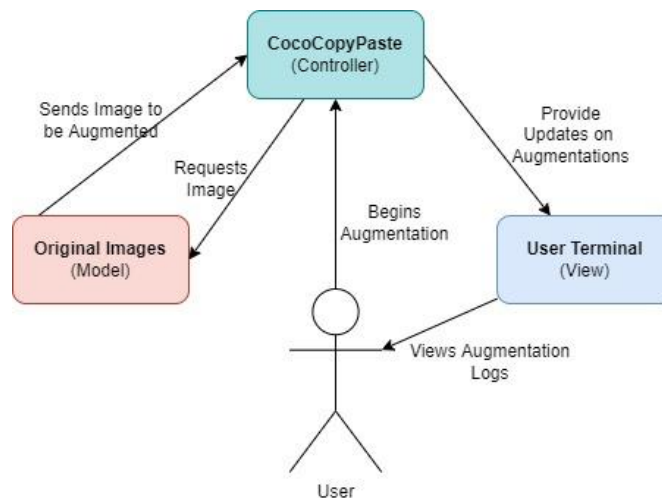 CocoCopyPaste
(Controller)
Sends Image to
be Augmented
Provide
Updates on
Augmentations
Requests
Image
Begins
Augmentation
Original Images
(Model)
User Terminal
(View)
Views Augmentation
Logs
User